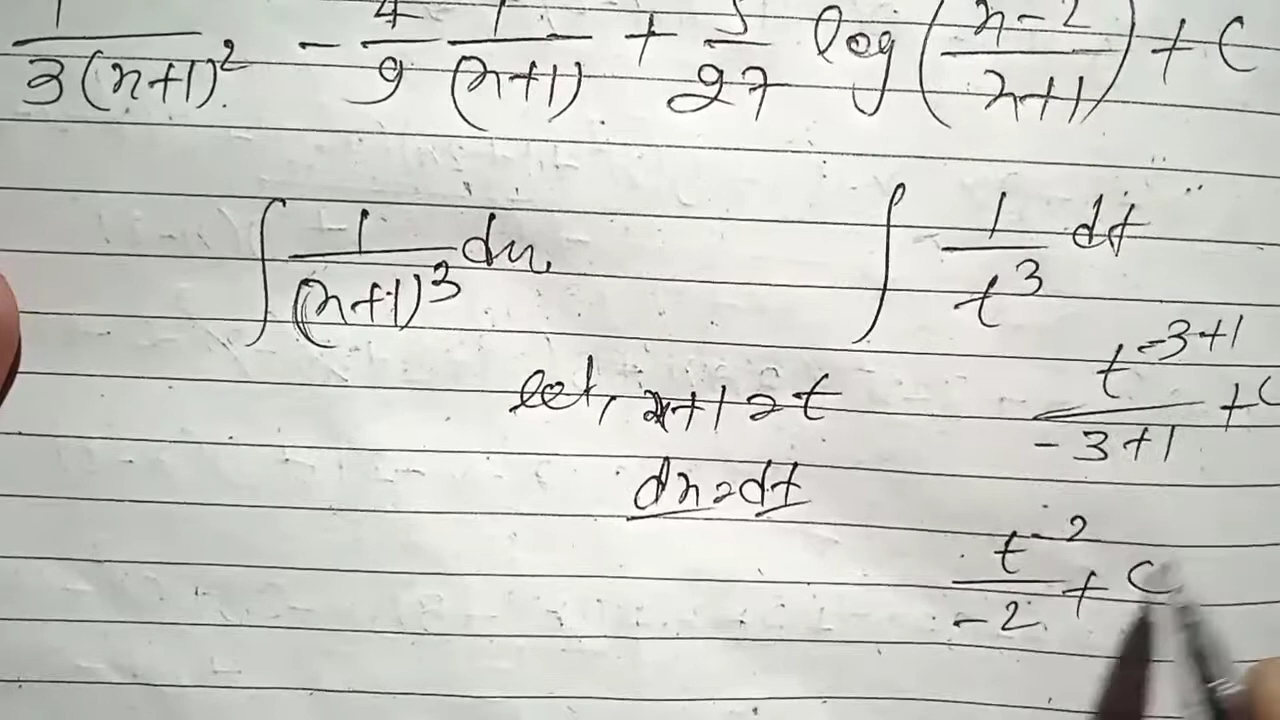 1/3(x+1)² - 4/9 1/(x+1) + 5/27 log((x-2)/(x+1)) + C
∫ 1/(x+1)³ dx ∫ 1/t³ dt
let, x+1 = t t^(-3+1)/(-3+1) + C
dx = dt
t^(-2)/(-2) + C